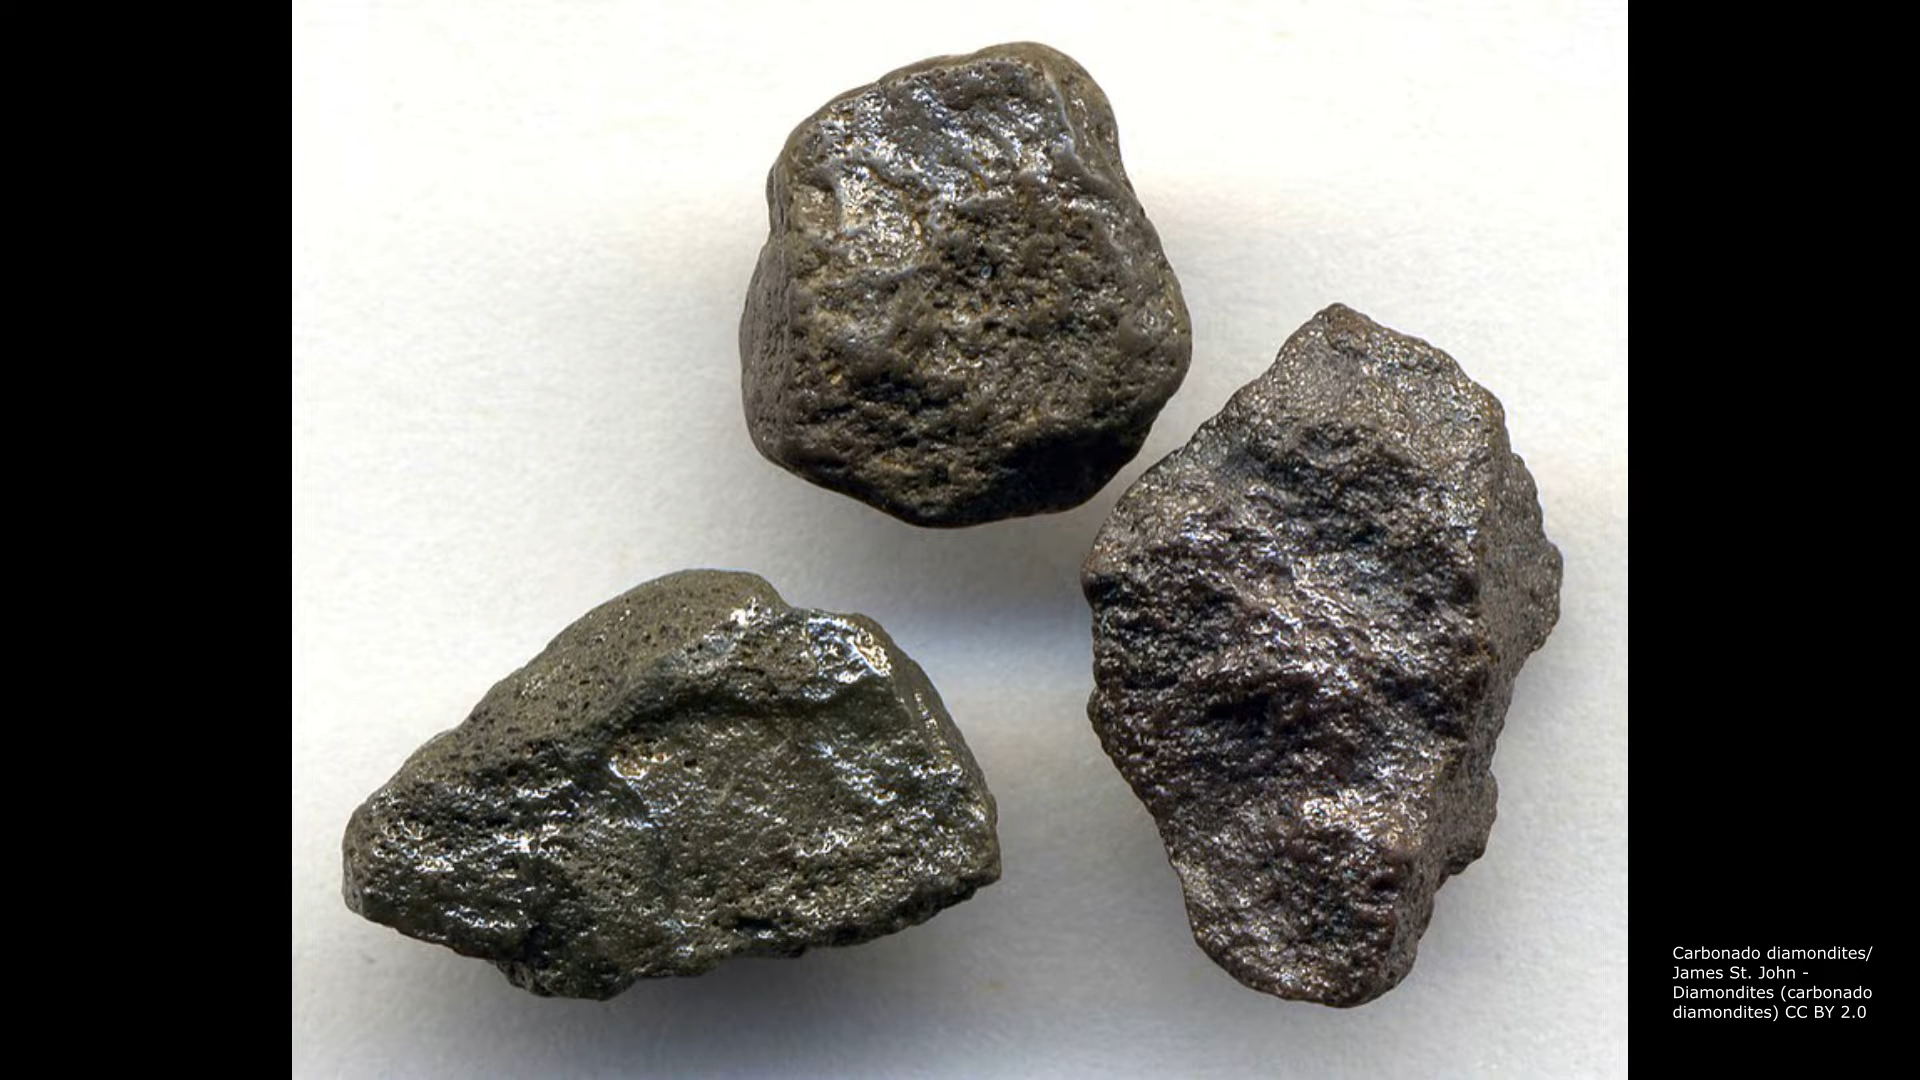 Carbonado diamondites/
James St. John -
Diamondites (carbonado
diamondites) CC BY 2.0